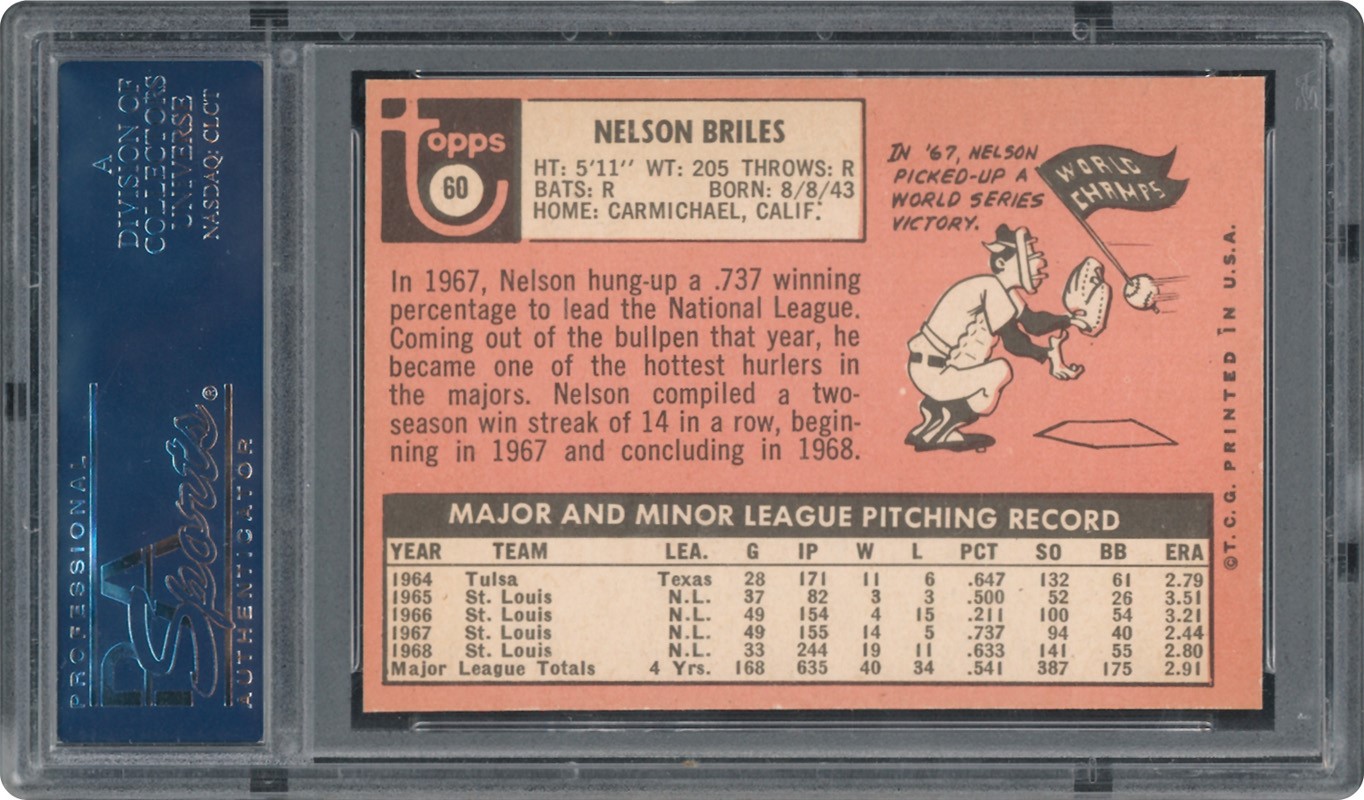 A
DIVISION OF
COLLECTORS
UNIVERSE
NASDAQ: CLCT
PROFESSIONAL
PSA
Sports®
AUTHENTICATOR
topps
60
NELSON BRILES
HT: 5'11'' WT: 205 THROWS: R
BATS: R BORN: 8/8/43
HOME: CARMICHAEL, CALIF.
IN '67, NELSON
PICKED-UP A
WORLD SERIES
VICTORY.
WORLD
CHAMPS
In 1967, Nelson hung-up a .737 winning
percentage to lead the National League.
Coming out of the bullpen that year, he
became one of the hottest hurlers in
the majors. Nelson compiled a two-
season win streak of 14 in a row, begin-
ning in 1967 and concluding in 1968.
MAJOR AND MINOR LEAGUE PITCHING RECORD
YEAR TEAM LEA. G IP W L PCT SO BB ERA
1964 Tulsa Texas 28 171 11 6 .647 132 61 2.79
1965 St. Louis N.L. 37 82 3 3 .500 52 26 3.51
1966 St. Louis N.L. 49 154 4 15 .211 100 54 3.21
1967 St. Louis N.L. 49 155 14 5 .737 94 40 2.44
1968 St. Louis N.L. 33 244 19 11 .633 141 55 2.80
Major League Totals 4 Yrs. 168 635 40 34 .541 387 175 2.91
©T.C.G. PRINTED IN U.S.A.